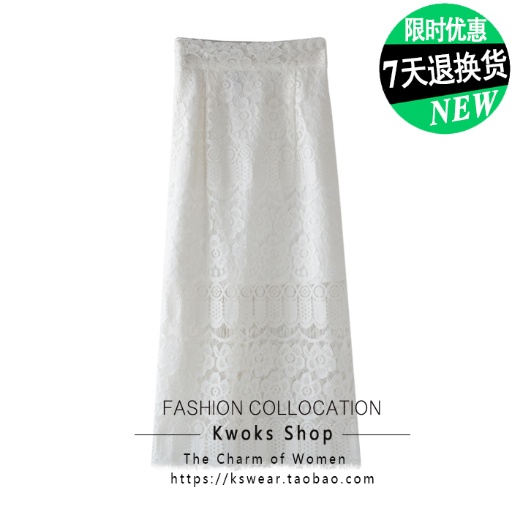 限时优惠
7天退换货
NEW
FASHION COLLOCATION
Kwoks Shop
The Charm of Women
https://kswear.taobao.com/